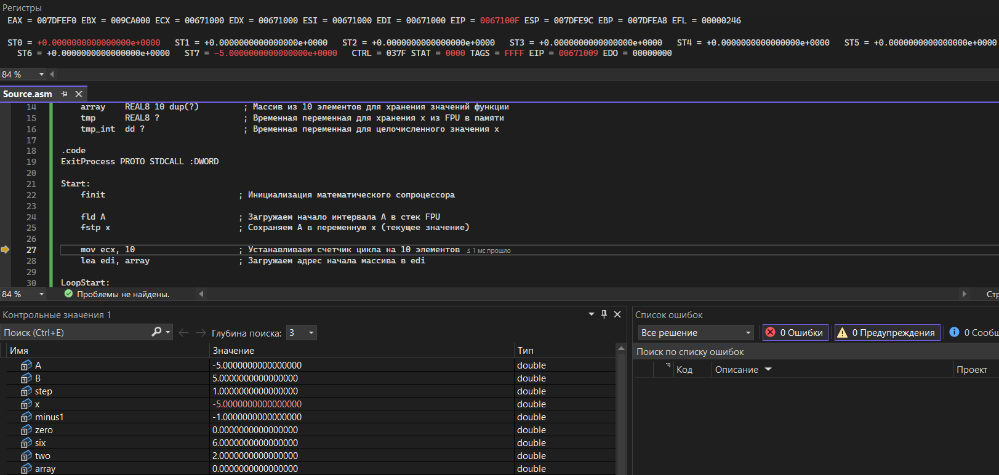 Регистры
EAX = 007DFEF0 EBX = 009CA000 ECX = 00671000 EDX = 00671000 ESI = 00671000 EDI = 00671000 EIP = 0067100F ESP = 007DFE9C EBP = 007DFEA8 EFL = 00000246
ST0 = +0.0000000000000000e+0000 ST1 = +0.0000000000000000e+0000 ST2 = +0.0000000000000000e+0000 ST3 = +0.0000000000000000e+0000 ST4 = +0.0000000000000000e+0000 ST5 = +0.0000000000000000e+0000
ST6 = +0.0000000000000000e+0000 ST7 = -5.0000000000000000e+0000 CTRL = 037F STAT = 0000 TAGS = FFFF EIP = 00671009 EDO = 00000000
84 %
Source.asm
14 array REAL8 10 dup(?) ; Массив из 10 элементов для хранения значений функции
15 tmp REAL8 ? ; Временная переменная для хранения x из FPU в памяти
16 tmp_int dd ? ; Временная переменная для целочисленного значения x
17
18 .code
19 ExitProcess PROTO STDCALL :DWORD
20
21 Start:
22 finit ; Инициализация математического сопроцессора
23
24 fld A ; Загружаем начало интервала A в стек FPU
25 fstp x ; Сохраняем A в переменную x (текущее значение)
26
27 mov ecx, 10 ; Устанавливаем счетчик цикла на 10 элементов ≤ 1 мс прошло
28 lea edi, array ; Загружаем адрес начала массива в edi
29
30 LoopStart:
84 % Проблемы не найдены. Стр
Контрольные значения 1
Поиск (Ctrl+E) Глубина поиска: 3
Имя Значение Тип
A -5.0000000000000000 double
B 5.0000000000000000 double
step 1.0000000000000000 double
x -5.0000000000000000 double
minus1 -1.0000000000000000 double
zero 0.0000000000000000 double
six 6.0000000000000000 double
two 2.0000000000000000 double
array 0.0000000000000000 double
Список ошибок
Все решение 0 Ошибки 0 Предупреждения 0 Сообщ
Поиск по списку ошибок
Код Описание Проект